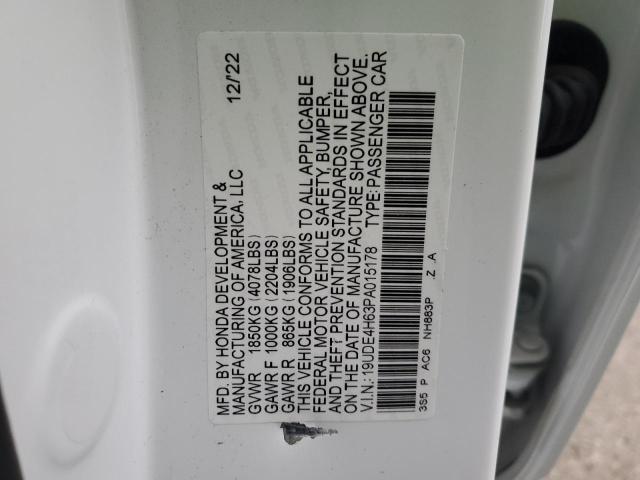 MFD. BY HONDA DEVELOPMENT & 12/'22
MANUFACTURING OF AMERICA, LLC
GVWR 1850KG (4078LBS)
GAWR F 1000KG (2204LBS)
GAWR R 865KG (1906LBS)
THIS VEHICLE CONFORMS TO ALL APPLICABLE
FEDERAL MOTOR VEHICLE SAFETY, BUMPER,
AND THEFT PREVENTION STANDARDS IN EFFECT
ON THE DATE OF MANUFACTURE SHOWN ABOVE.
V.I.N.: 19UDE4H63PA015178 TYPE: PASSENGER CAR
3S5 P AC6 NH883P .Z .A